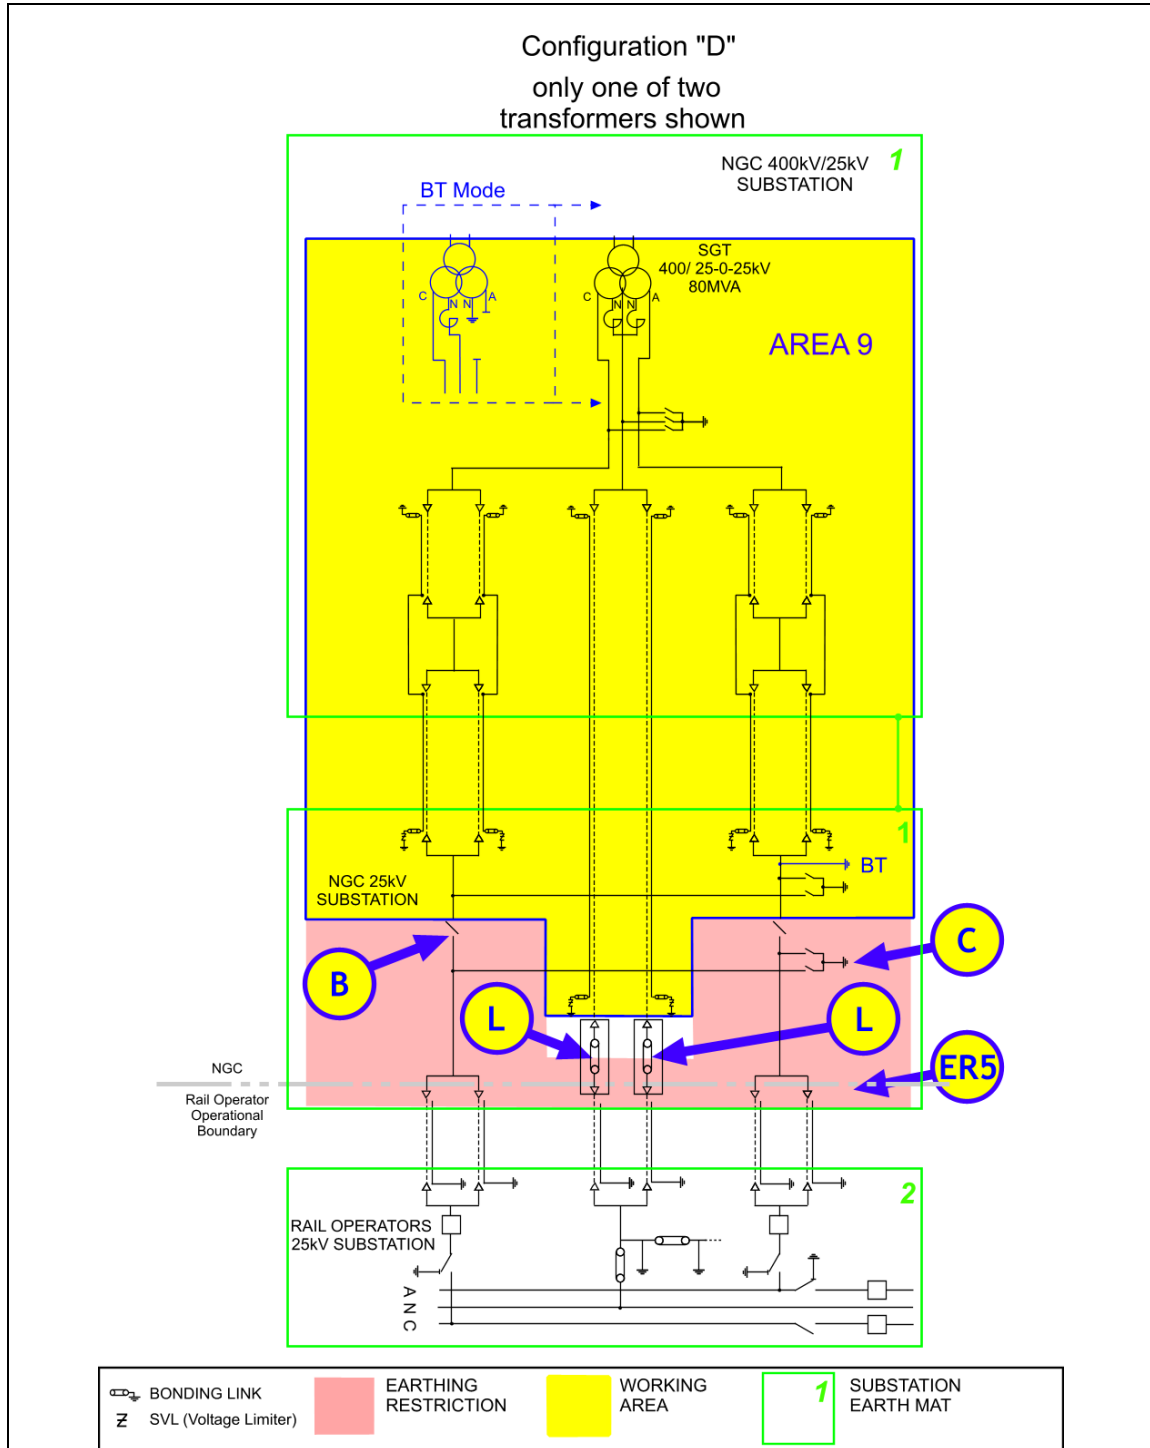 Configuration "D"
only one of two
transformers shown
NGC 400kV/25kV
SUBSTATION
1
BT Mode
SGT
400/ 25-0-25kV
80MVA
C
N
N
A
C
N
N
A
AREA 9
1
BT
NGC 25kV
SUBSTATION
C
B
L
L
ER5
NGC
Rail Operator
Operational
Boundary
2
RAIL OPERATORS
25kV SUBSTATION
A
N
C
BONDING LINK
SVL (Voltage Limiter)
EARTHING
RESTRICTION
WORKING
AREA
1
SUBSTATION
EARTH MAT